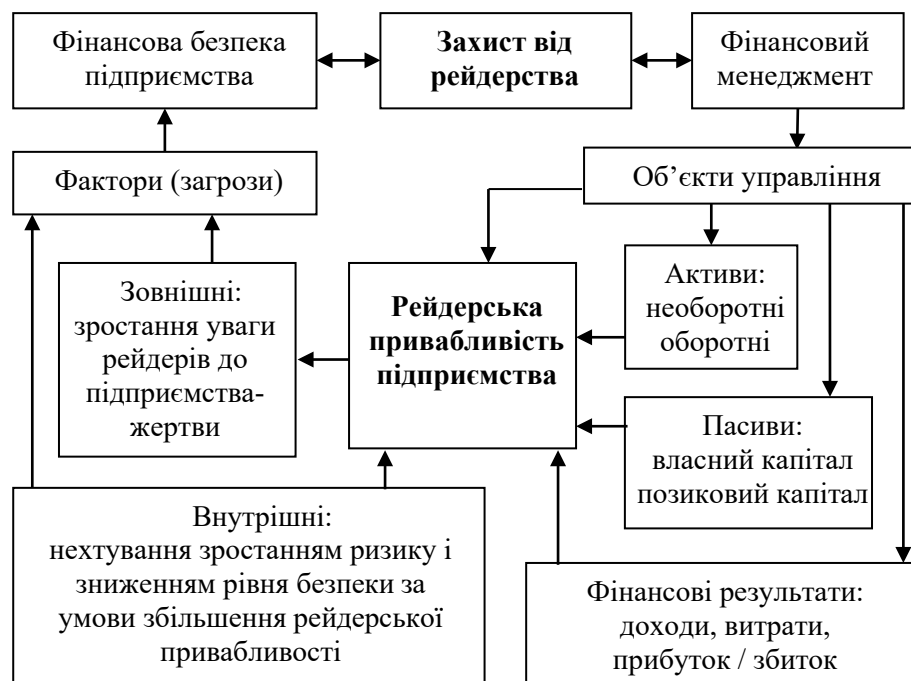 Фінансова безпека
підприємства
Захист від
рейдерства
Фінансовий
менеджмент
Фактори (загрози)
Об’єкти управління
Зовнішні:
зростання уваги
рейдерів до
підприємства-
жертви
Рейдерська
привабливість
підприємства
Активи:
необоротні
оборотні
Пасиви:
власний капітал
позиковий капітал
Внутрішні:
нехтування зростанням ризику і
зниженням рівня безпеки за
умови збільшення рейдерської
привабливості
Фінансові результати:
доходи, витрати,
прибуток / збиток